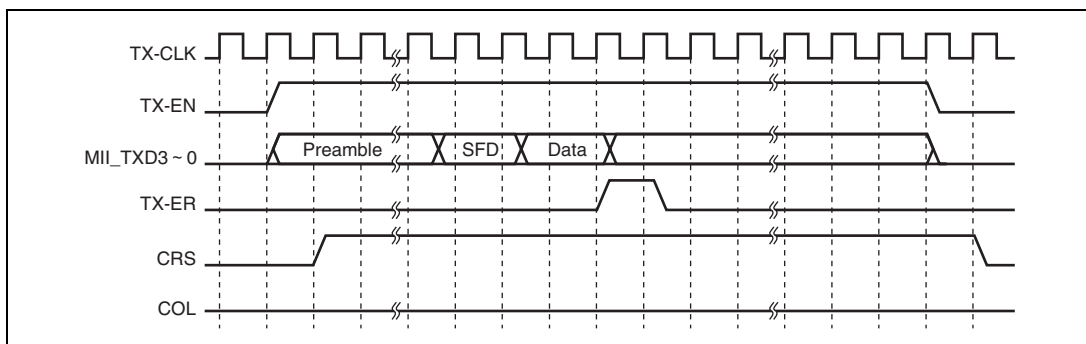 TX-CLK
TX-EN
MII_TXD3 ~ 0 Preamble SFD Data
TX-ER
CRS
COL